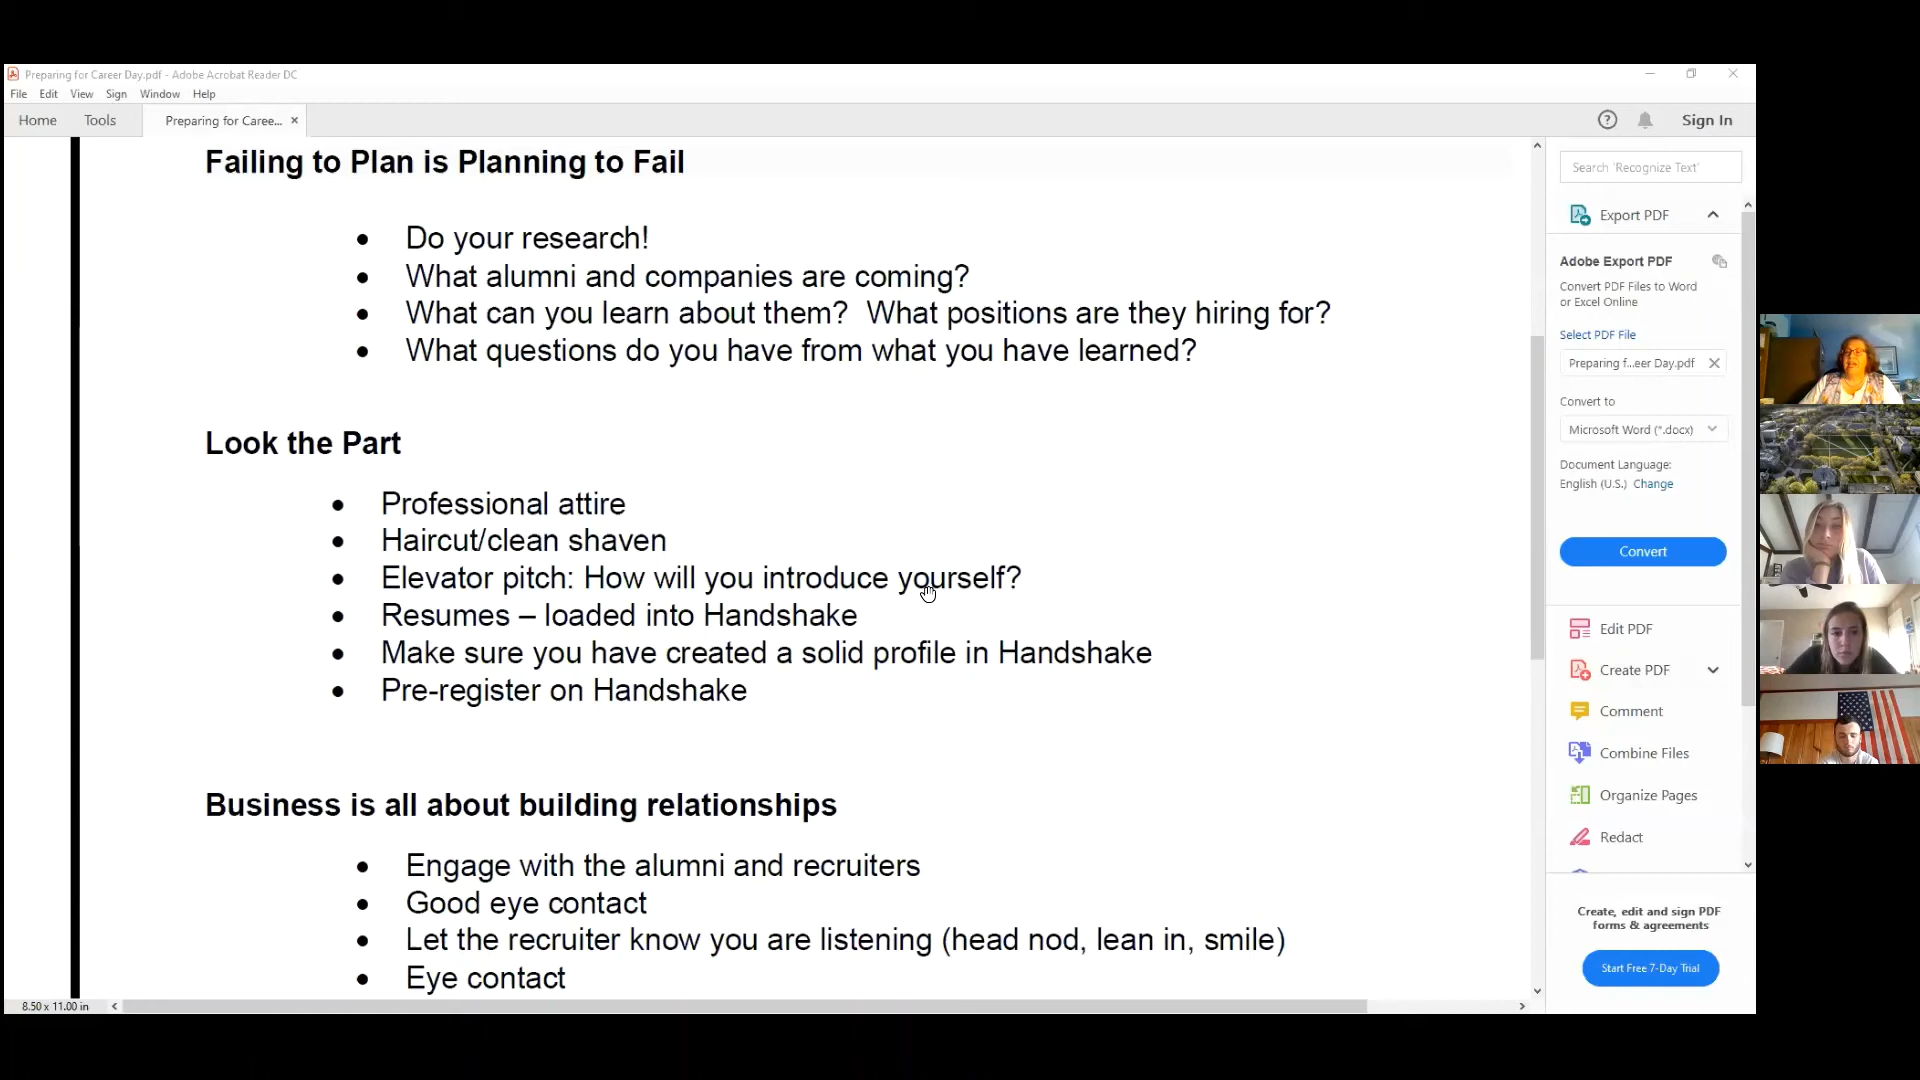 Preparing for Career Day.pdf - Adobe Acrobat Reader DC
File Edit View Sign Window Help
Home Tools Preparing for Caree... × Sign In
Failing to Plan is Planning to Fail
• Do your research!
• What alumni and companies are coming?
• What can you learn about them?  What positions are they hiring for?
• What questions do you have from what you have learned?
Look the Part
• Professional attire
• Haircut/clean shaven
• Elevator pitch: How will you introduce yourself?
• Resumes – loaded into Handshake
• Make sure you have created a solid profile in Handshake
• Pre-register on Handshake
Business is all about building relationships
• Engage with the alumni and recruiters
• Good eye contact
• Let the recruiter know you are listening (head nod, lean in, smile)
• Eye contact
8.50 x 11.00 in
Search 'Recognize Text'
Export PDF
Adobe Export PDF
Convert PDF Files to Word
or Excel Online
Select PDF File
Preparing f...eer Day.pdf
Convert to
Microsoft Word (*.docx)
Document Language:
English (U.S.) Change
Convert
Edit PDF
Create PDF
Comment
Combine Files
Organize Pages
Redact
Create, edit and sign PDF
forms & agreements
Start Free 7-Day Trial